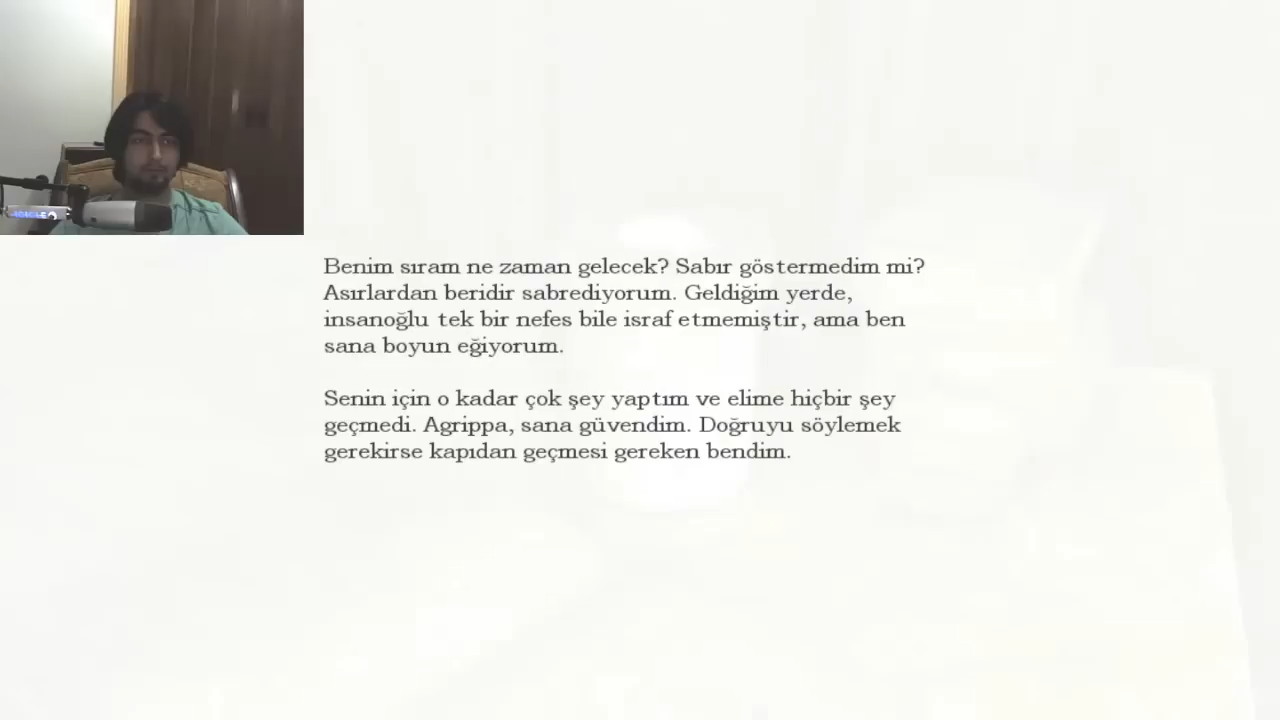 Benim sıram ne zaman gelecek? Sabır göstermedim mi?
Asırlardan beridir sabrediyorum. Geldiğim yerde,
insanoğlu tek bir nefes bile israf etmemiştir, ama ben
sana boyun eğiyorum.
Senin için o kadar çok şey yaptım ve elime hiçbir şey
geçmedi. Agrippa, sana güvendim. Doğruyu söylemek
gerekirse kapıdan geçmesi gereken bendim.